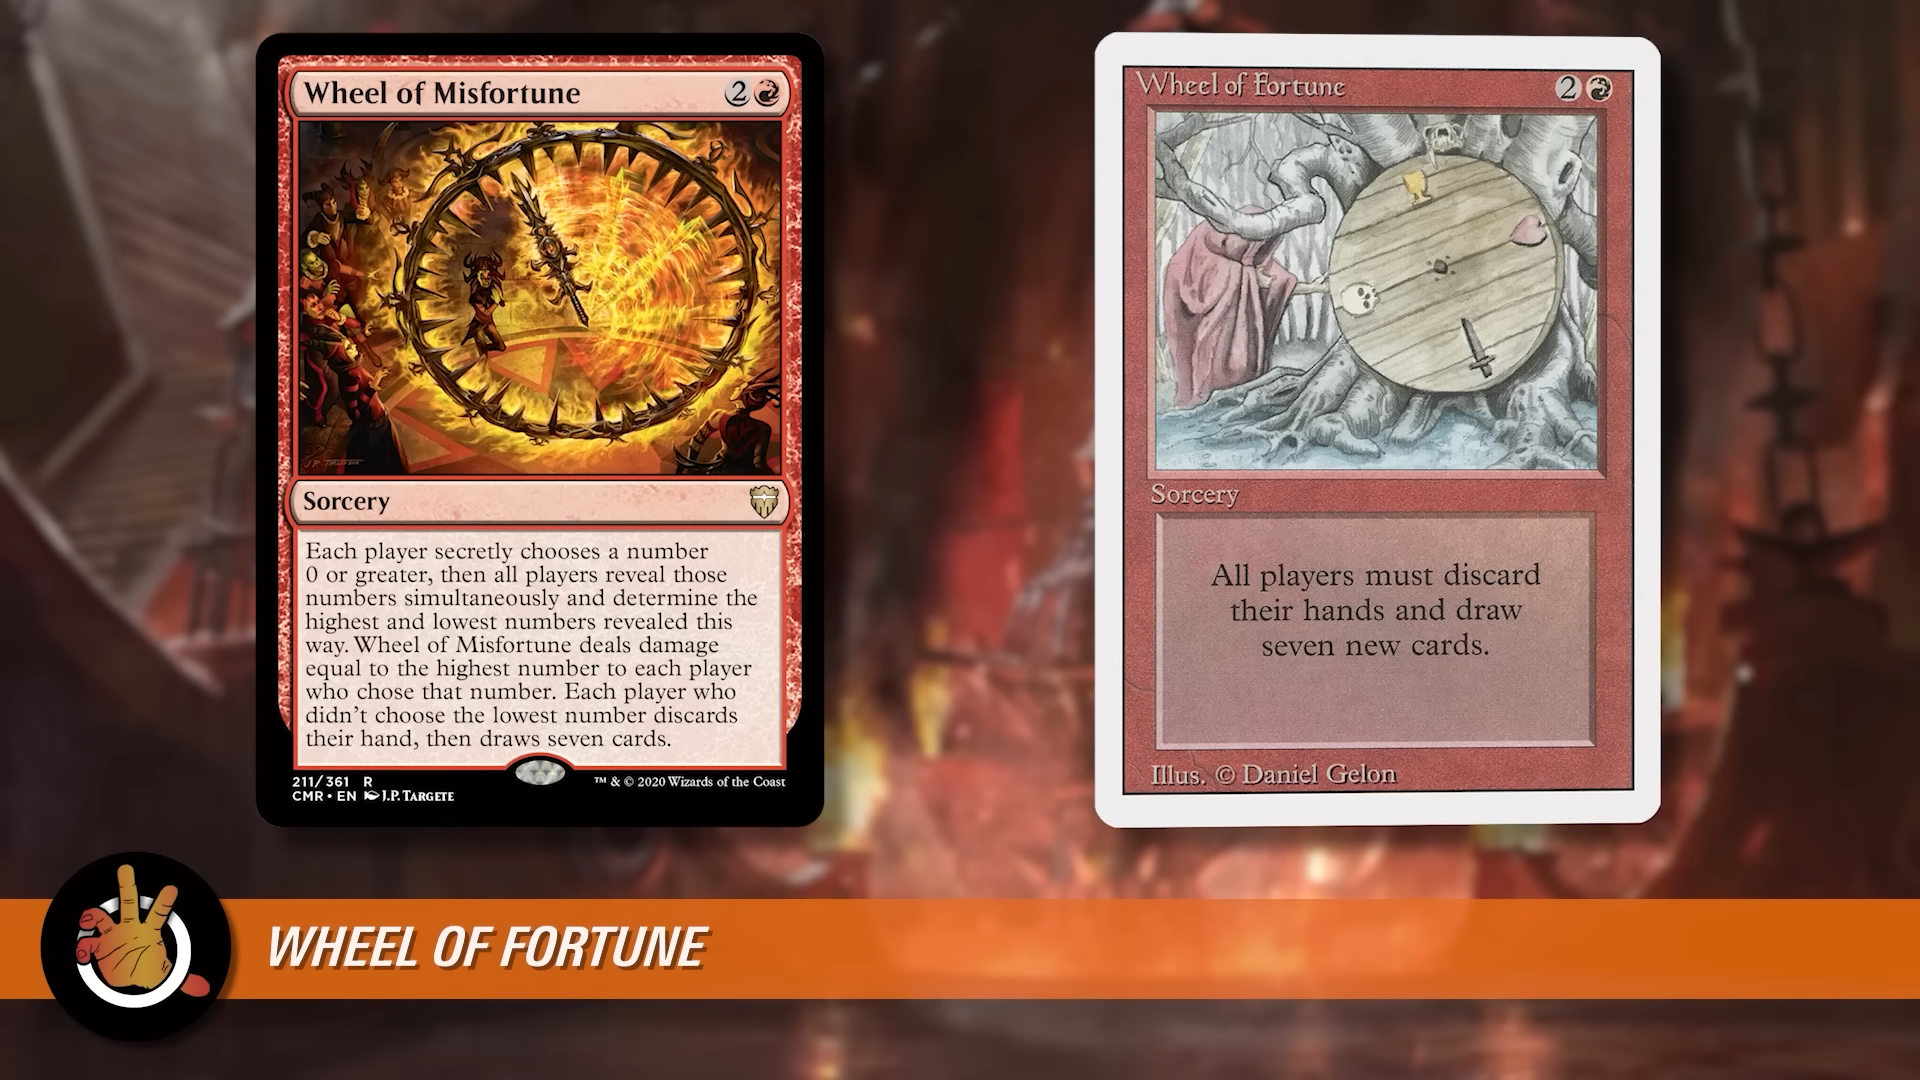 Wheel of Misfortune 2
Sorcery
Each player secretly chooses a number
0 or greater, then all players reveal those
numbers simultaneously and determine the
highest and lowest numbers revealed this
way. Wheel of Misfortune deals damage
equal to the highest number to each player
who chose that number. Each player who
didn't choose the lowest number discards
their hand, then draws seven cards.
211/361 R
CMR • EN J.P. TARGETE
™ & © 2020 Wizards of the Coast
Wheel of Fortune 2
Sorcery
All players must discard
their hands and draw
seven new cards.
Illus. © Daniel Gelon
WHEEL OF FORTUNE